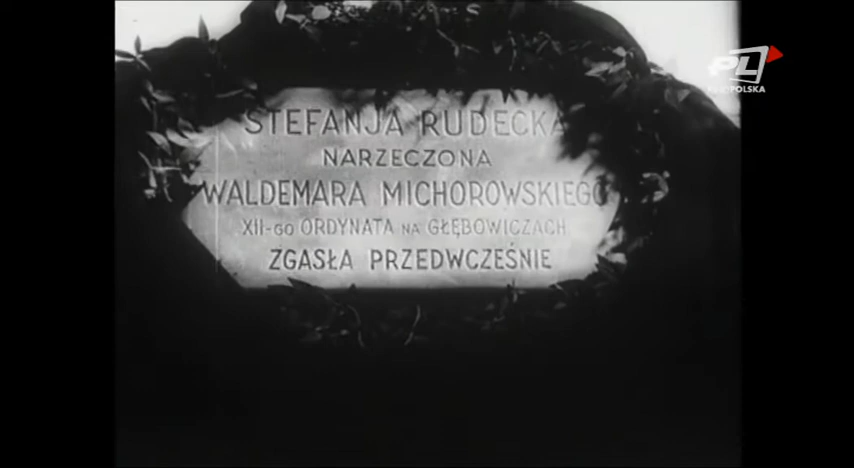 PL
POLSKA
STEFANJA RUDECKA
NARZECZONA
WALDEMARA MICHOROWSKIEGO
XII-GO ORDYNATA NA GŁĘBOWICZACH
ZGASŁA PRZEDWCZEŚNIE